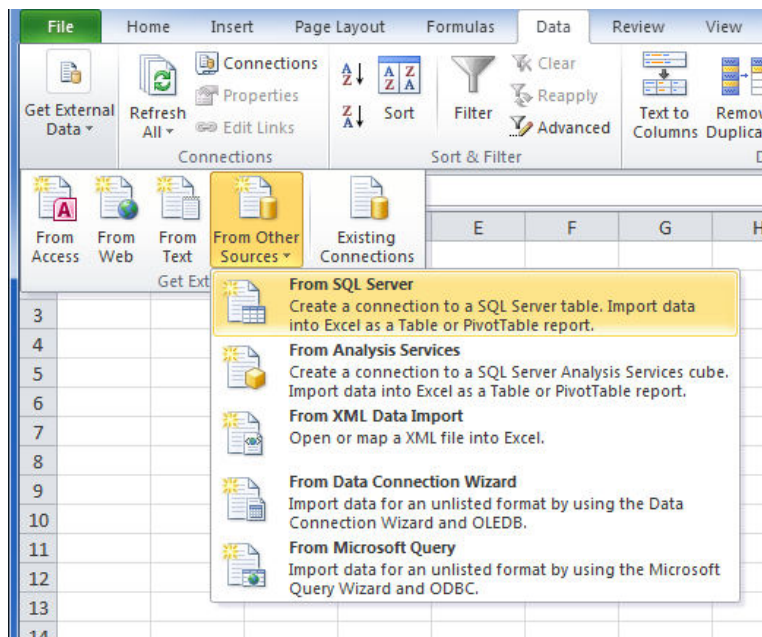 File Home Insert Page Layout Formulas Data Review View
Get External Data
Refresh All
Connections
Properties
Edit Links
Connections
A Z
Z A
A Z
Z A
Sort
Filter
Clear
Reapply
Advanced
Sort & Filter
Text to Columns
From Access
From Web
From Text
From Other Sources
Existing Connections
E F G H
From SQL Server
Create a connection to a SQL Server table. Import data
into Excel as a Table or PivotTable report.
From Analysis Services
Create a connection to a SQL Server Analysis Services cube.
Import data into Excel as a Table or PivotTable report.
From XML Data Import
Open or map a XML file into Excel.
From Data Connection Wizard
Import data for an unlisted format by using the Data
Connection Wizard and OLEDB.
From Microsoft Query
Import data for an unlisted format by using the Microsoft
Query Wizard and ODBC.
3
4
5
6
7
8
9
10
11
12
13
14